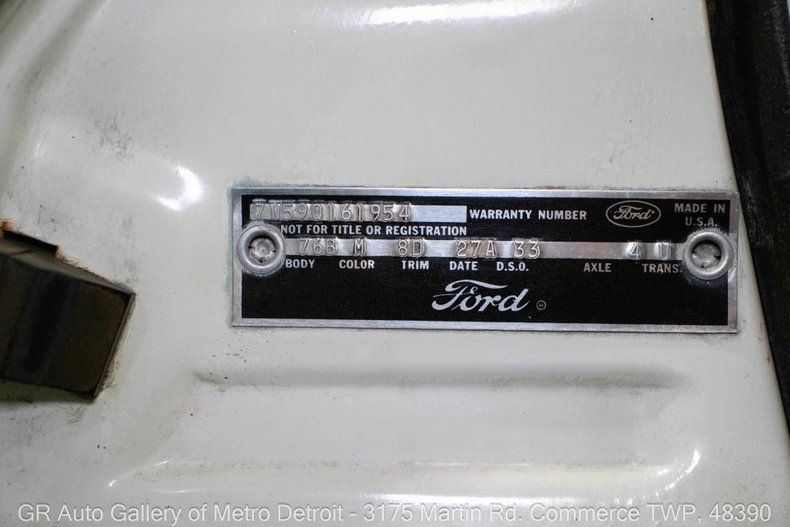 7W59Q161954 WARRANTY NUMBER Ford MADE IN U.S.A.
NOT FOR TITLE OR REGISTRATION
76B M 8D 27A 33 4 U
BODY COLOR TRIM DATE D.S.O. AXLE TRANS.
Ford
GR Auto Gallery of Metro Detroit - 3175 Martin Rd. Commerce TWP, 48390